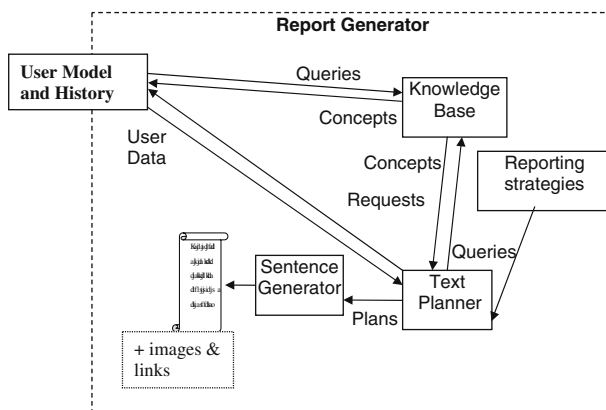 Report Generator
User Model
and History
Queries
Knowledge
Base
Concepts
User
Data
Concepts
Reporting
strategies
Requests
Queries
Sentence
Generator
Text
Planner
Plans
+ images &
links